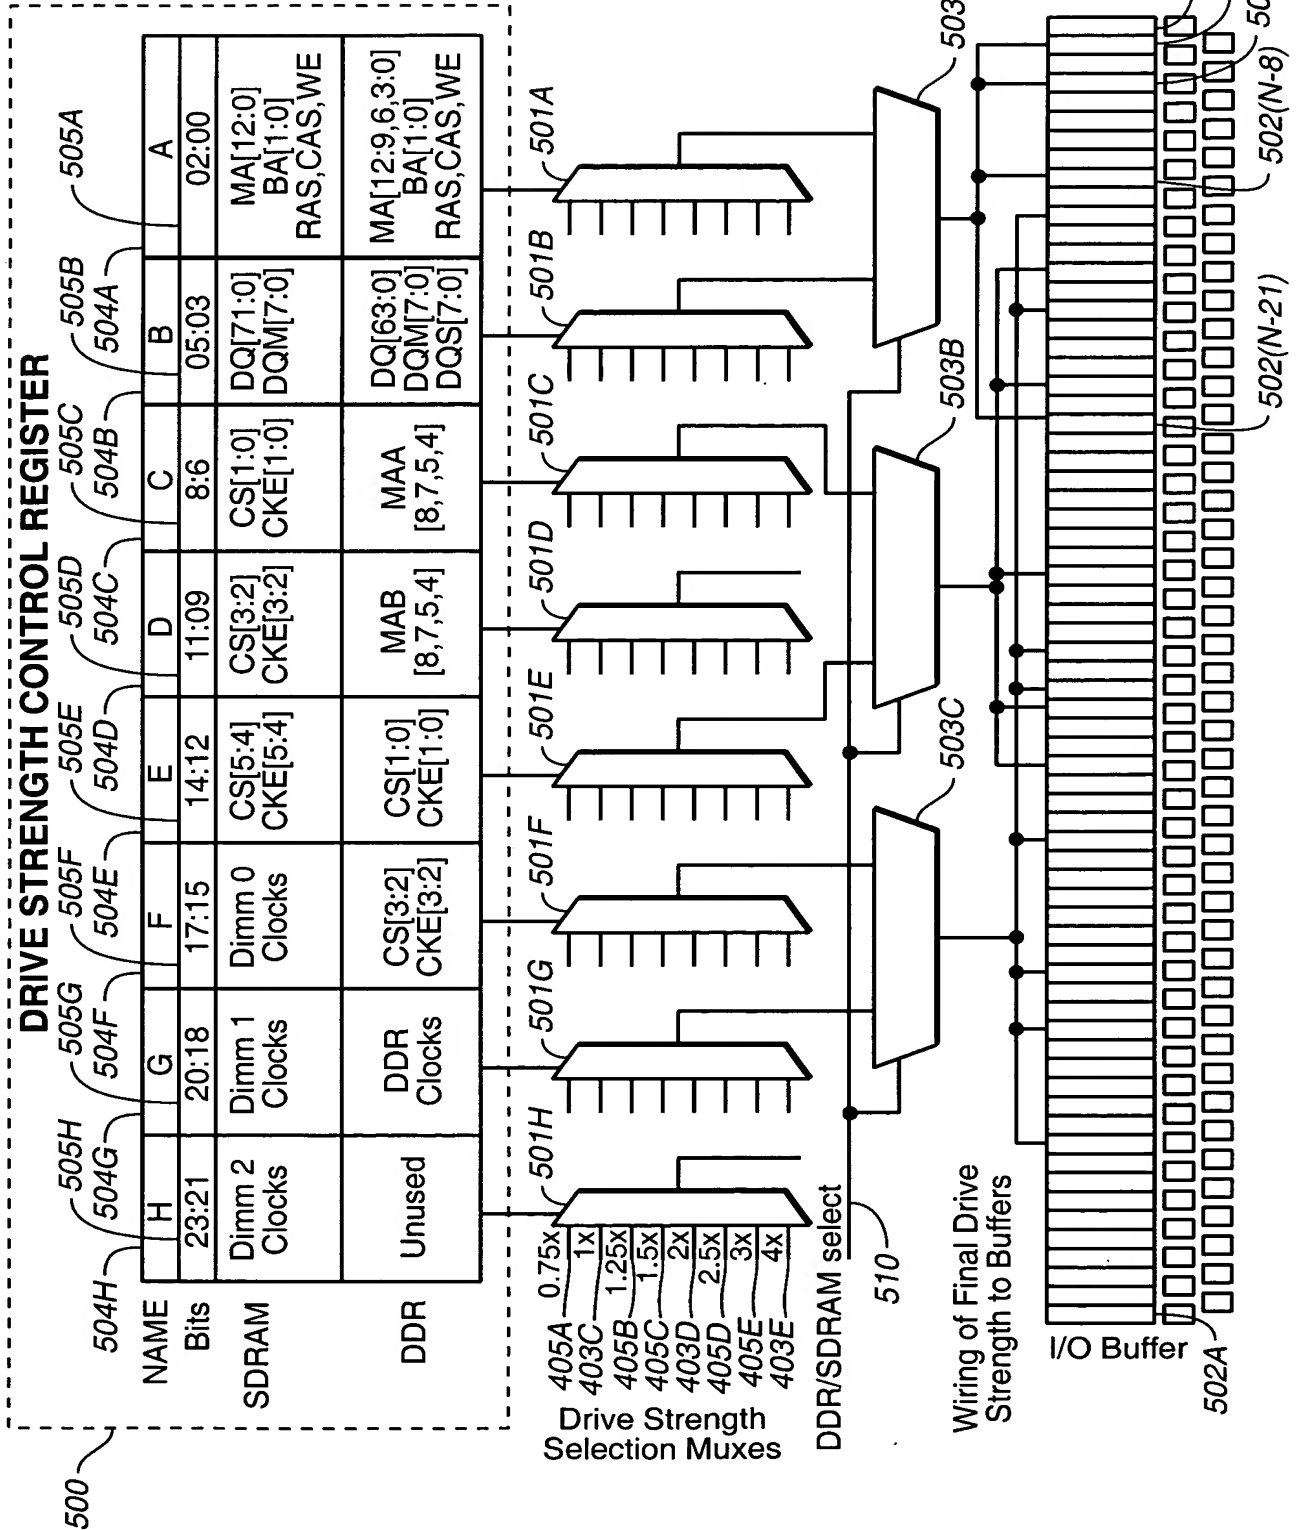 500
DRIVE STRENGTH CONTROL REGISTER
504H
505H
504G
505G
504F
505F
504E
505E
504D
505D
504C
505C
504B
505B
504A
505A
NAME H G F E D C B A
Bits 23:21 20:18 17:15 14:12 11:09 8:6 05:03 02:00
SDRAM
Dimm 2
Clocks
Dimm 1
Clocks
Dimm 0
Clocks
CS[5:4]
CKE[5:4]
CS[3:2]
CKE[3:2]
CS[1:0]
CKE[1:0]
DQ[71:0]
DQM[7:0]
MA[12:0]
BA[1:0]
RAS,CAS,WE
DDR
Unused
DDR
Clocks
CS[3:2]
CKE[3:2]
CS[1:0]
CKE[1:0]
MAB
[8,7,5,4]
MAA
[8,7,5,4]
DQ[63:0]
DQM[7:0]
DQS[7:0]
MA[12:9,6,3:0]
BA[1:0]
RAS,CAS,WE
501H
501G
501F
501E
501D
501C
501B
501A
405A 0.75x
403C 1x
405B 1.25x
405C 1.5x
403D 2x
405D 2.5x
405E 3x
403E 4x
Drive Strength
Selection Muxes
DDR/SDRAM select
510
503C
503B
503
Wiring of Final Drive
Strength to Buffers
I/O Buffer
502A
502(N-21)
502(N-8)